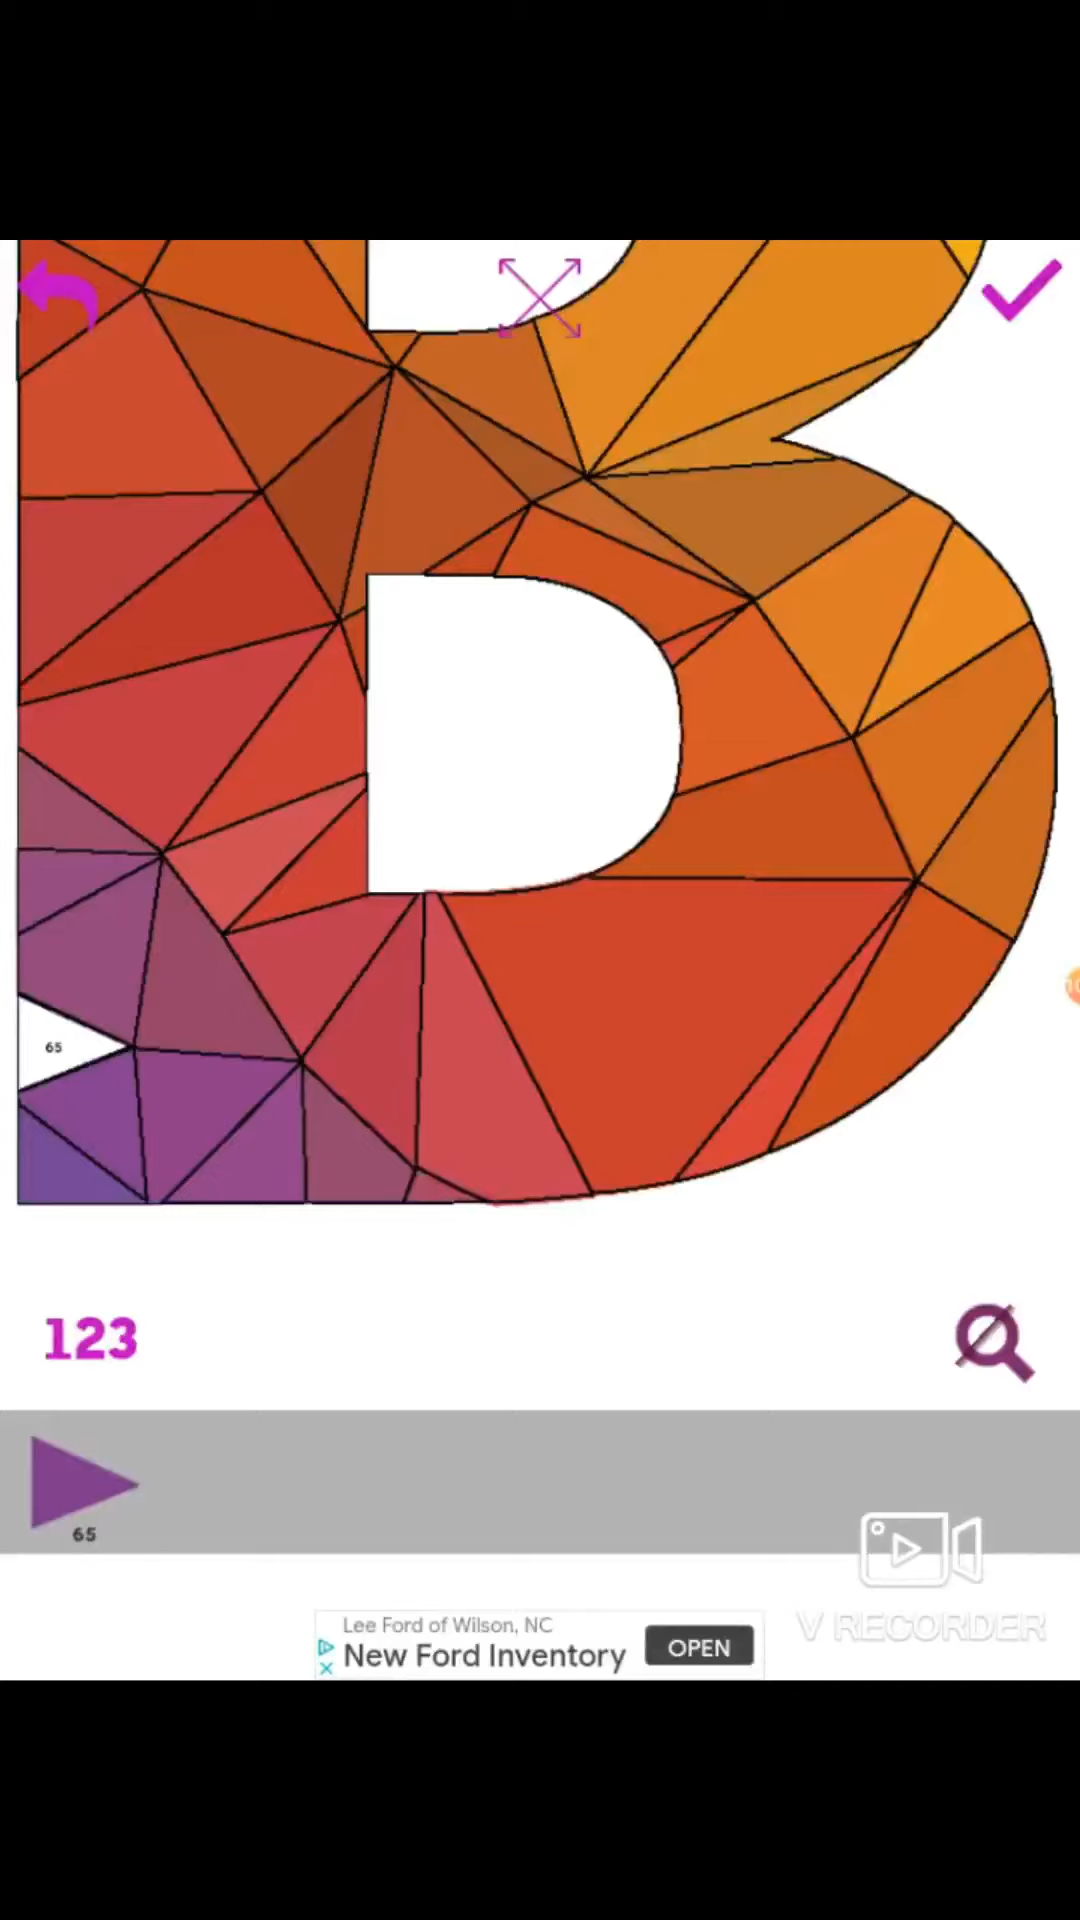 65
123
65
V RECORDER
Lee Ford of Wilson, NC
New Ford Inventory
OPEN